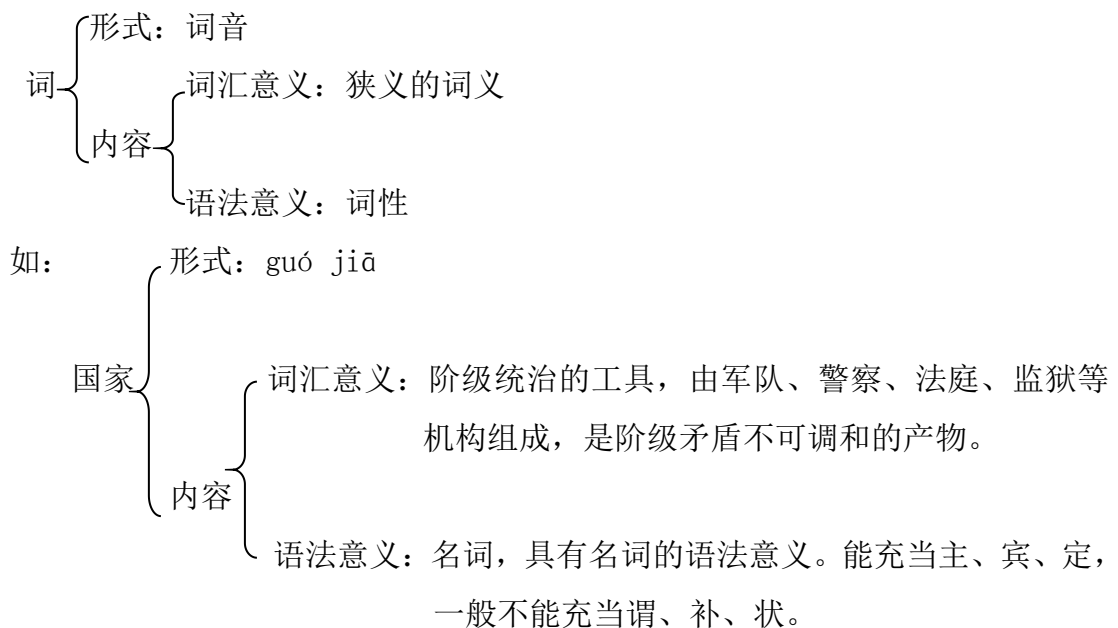 形式：词音
词
词汇意义：狭义的词义
内容
语法意义：词性
如：
形式：guó jiā
国家
词汇意义：阶级统治的工具，由军队、警察、法庭、监狱等
机构组成，是阶级矛盾不可调和的产物。
内容
语法意义：名词，具有名词的语法意义。能充当主、宾、定，
一般不能充当谓、补、状。